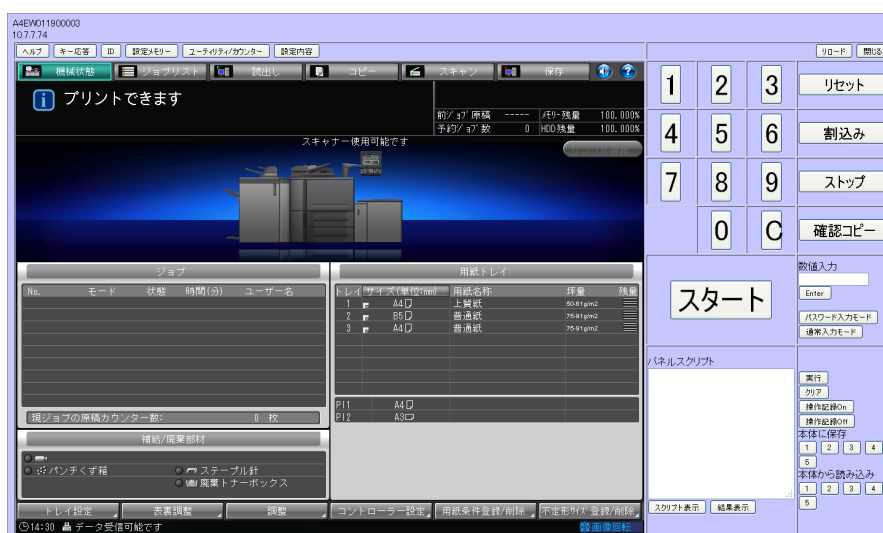 A4EW011900003
10.7.7.74
ヘルプ キー応答 ID 設定メモリー ユーティリティ/カウンター 設定内容 リロード 閉じる
機械状態 ジョブリスト 読出し コピー スキャン 保存
プリントできます
前ジョブ原稿 ----- メモリー残量 100.000%
予約ジョブ数 0 HDD残量 100.000%
スキャナー使用可能です
ジョブ
No. モード 状態 時間(分) ユーザー名
現ジョブの原稿カウンター数: 0 枚
補給/廃棄部材
パンチくず箱 ステープル針
廃棄トナーボックス
用紙トレイ
トレイ サイズ(単位:mm) 用紙名称 坪量 残量
1 A4 上質紙 50-61g/m2
2 B5 普通紙 75-91g/m2
3 A4 普通紙 75-91g/m2
PI1 A4
PI2 A3
トレイ設定 表裏調整 調整 コントローラー設定 用紙条件登録/削除 不定形サイズ登録/削除
14:30 データ受信可能です 画像回転
1 2 3 リセット
4 5 6 割込み
7 8 9 ストップ
0 C 確認コピー
スタート
数値入力
Enter
パスワード入力モード
通常入力モード
パネルスクリプト
実行
クリア
操作記録On
操作記録Off
本体に保存
1 2 3 4
5
本体から読み込み
1 2 3 4
5
スクリプト表示 結果表示